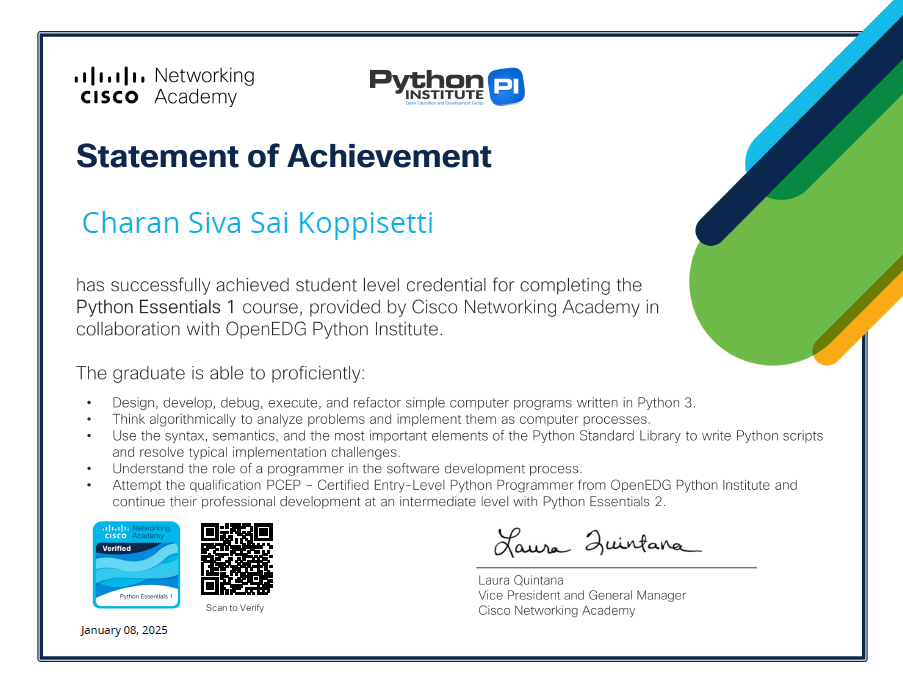 Networking
CISCO Academy
Python
INSTITUTE
PI
Open Education and Development Group
Statement of Achievement
Charan Siva Sai Koppisetti
has successfully achieved student level credential for completing the
Python Essentials 1 course, provided by Cisco Networking Academy in
collaboration with OpenEDG Python Institute.
The graduate is able to proficiently:
• Design, develop, debug, execute, and refactor simple computer programs written in Python 3.
• Think algorithmically to analyze problems and implement them as computer processes.
• Use the syntax, semantics, and the most important elements of the Python Standard Library to write Python scripts
and resolve typical implementation challenges.
• Understand the role of a programmer in the software development process.
• Attempt the qualification PCEP – Certified Entry-Level Python Programmer from OpenEDG Python Institute and
continue their professional development at an intermediate level with Python Essentials 2.
Networking
CISCO Academy
Verified
Python Essentials 1
Scan to Verify
January 08, 2025
Laura Quintana
Laura Quintana
Vice President and General Manager
Cisco Networking Academy